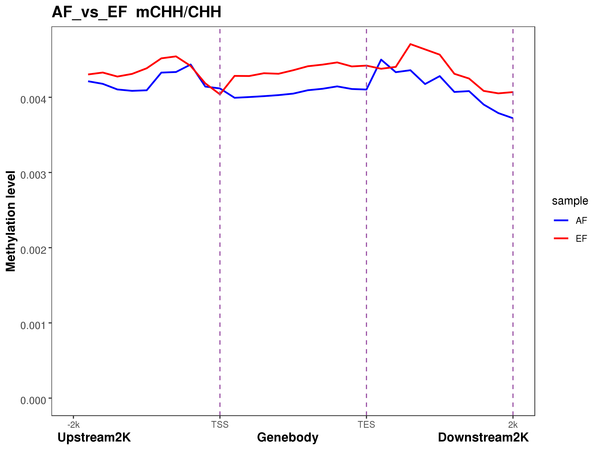 AF_vs_EF  mCHH/CHH
Methylation level
0.004
0.003
0.002
0.001
0.000
-2k
TSS
TES
2k
Upstream2K
Genebody
Downstream2K
sample
AF
EF